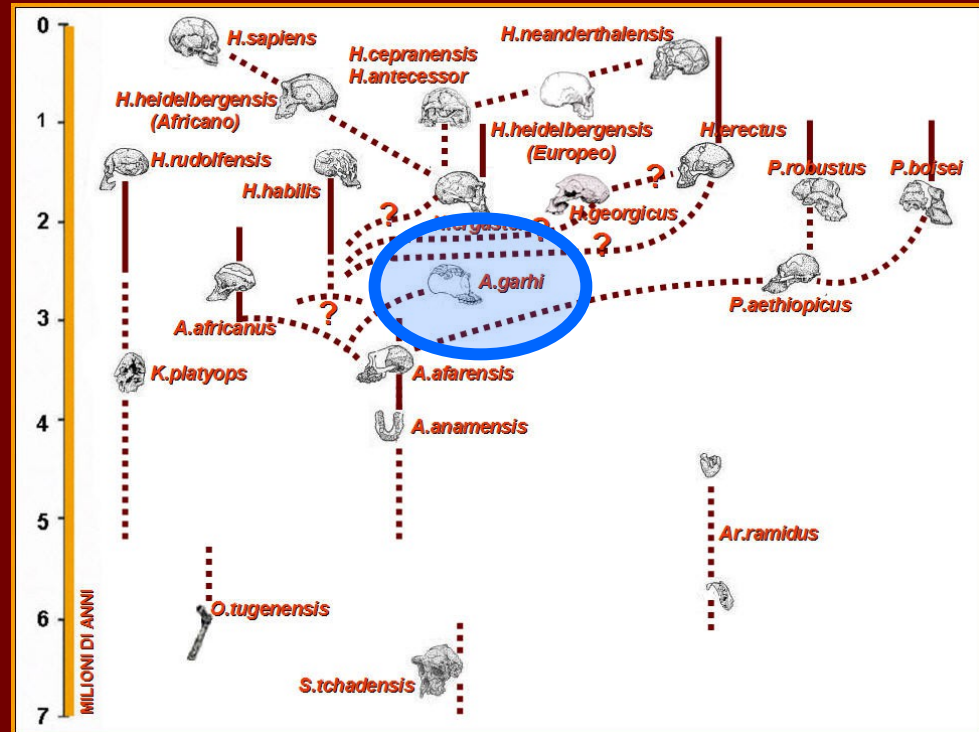 0
1
2
3
4
5
6
7
MILIONI DI ANNI
H.sapiens
H.cepranensis
H.antecessor
H.neanderthalensis
H.heidelbergensis
(Africano)
H.heidelbergensis
(Europeo)
H.erectus
H.rudolfensis
H.habilis
P.robustus
P.boisei
?
?
H.georgicus
?
?
A.garhi
P.aethiopicus
A.africanus
?
K.platyops
A.afarensis
A.anamensis
Ar.ramidus
O.tugenensis
S.tchadensis